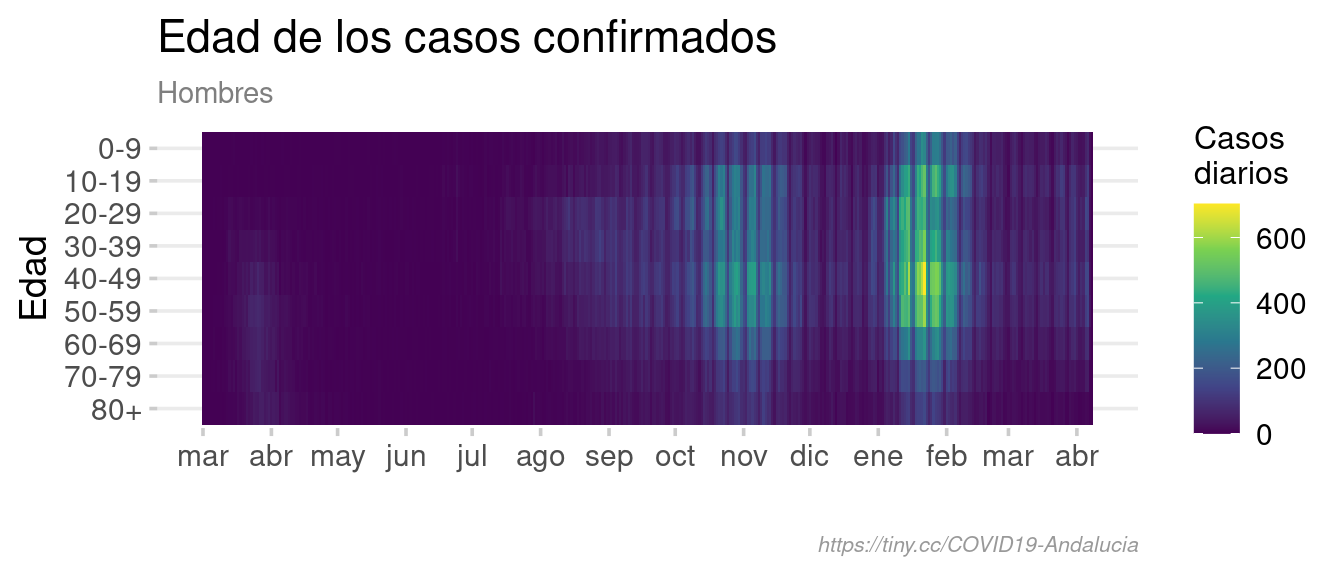 Edad de los casos confirmados
Hombres
Edad
0-9
10-19
20-29
30-39
40-49
50-59
60-69
70-79
80+
mar abr may jun jul ago sep oct nov dic ene feb mar abr
Casos
diarios
600
400
200
0
https://tiny.cc/COVID19-Andalucia